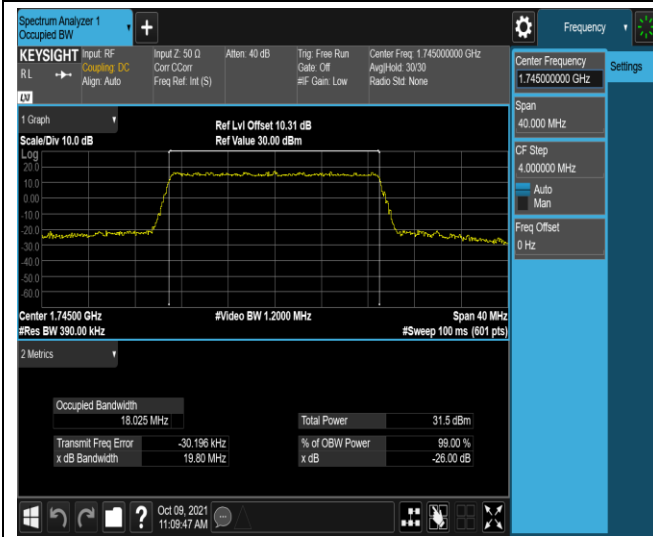 Spectrum Analyzer 1
Occupied BW
+
Frequency
KEYSIGHT
RL
LXI
Input: RF
Coupling: DC
Align: Auto
Input Z: 50 Ω
Corr CCorr
Freq Ref: Int (S)
Atten: 40 dB
Trig: Free Run
Gate: Off
#IF Gain: Low
Center Freq: 1.745000000 GHz
Avg|Hold: 30/30
Radio Std: None
Center Frequency
1.745000000 GHz
Settings
Span
40.000 MHz
CF Step
4.000000 MHz
Auto
Man
Freq Offset
0 Hz
1 Graph
Scale/Div 10.0 dB
Ref Lvl Offset 10.31 dB
Ref Value 30.00 dBm
Log
20.0
10.0
0.00
-10.0
-20.0
-30.0
-40.0
-50.0
-60.0
Center 1.74500 GHz
#Video BW 1.2000 MHz
Span 40 MHz
#Res BW 390.00 kHz
#Sweep 100 ms (601 pts)
2 Metrics
Occupied Bandwidth
18.025 MHz
Total Power 31.5 dBm
Transmit Freq Error -30.196 kHz
% of OBW Power 99.00 %
x dB Bandwidth 19.80 MHz
x dB -26.00 dB
?
Oct 09, 2021
11:09:47 AM